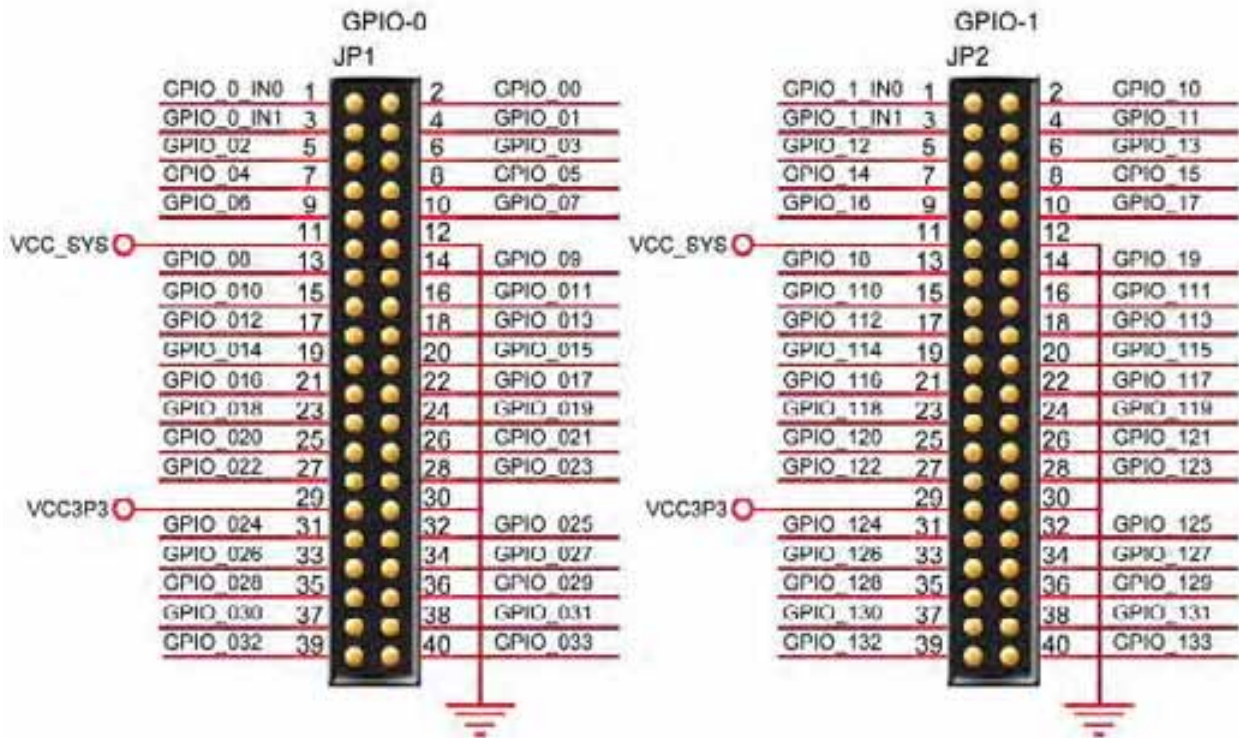 GPIO-0
JP1
GPIO_0_IN0 1 2 GPIO_00
GPIO_0_IN1 3 4 GPIO_01
GPIO_02 5 6 GPIO_03
GPIO_04 7 8 GPIO_05
GPIO_06 9 10 GPIO_07
VCC_SYS 11 12
GPIO_08 13 14 GPIO_09
GPIO_010 15 16 GPIO_011
GPIO_012 17 18 GPIO_013
GPIO_014 19 20 GPIO_015
GPIO_016 21 22 GPIO_017
GPIO_018 23 24 GPIO_019
GPIO_020 25 26 GPIO_021
GPIO_022 27 28 GPIO_023
VCC3P3 29 30
GPIO_024 31 32 GPIO_025
GPIO_026 33 34 GPIO_027
GPIO_028 35 36 GPIO_029
GPIO_030 37 38 GPIO_031
GPIO_032 39 40 GPIO_033
GPIO-1
JP2
GPIO_1_IN0 1 2 GPIO_10
GPIO_1_IN1 3 4 GPIO_11
GPIO_12 5 6 GPIO_13
GPIO_14 7 8 GPIO_15
GPIO_16 9 10 GPIO_17
VCC_SYS 11 12
GPIO_18 13 14 GPIO_19
GPIO_110 15 16 GPIO_111
GPIO_112 17 18 GPIO_113
GPIO_114 19 20 GPIO_115
GPIO_116 21 22 GPIO_117
GPIO_118 23 24 GPIO_119
GPIO_120 25 26 GPIO_121
GPIO_122 27 28 GPIO_123
VCC3P3 29 30
GPIO_124 31 32 GPIO_125
GPIO_126 33 34 GPIO_127
GPIO_128 35 36 GPIO_129
GPIO_130 37 38 GPIO_131
GPIO_132 39 40 GPIO_133